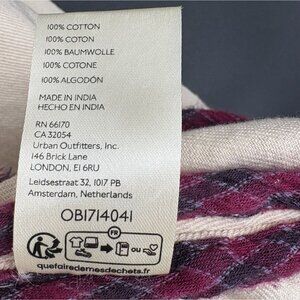 100% COTTON
100% COTON
100% BAUMWOLLE
100% COTONE
100% ALGODÓN
MADE IN INDIA
HECHO EN INDIA
RN 66170
CA 32054
Urban Outfitters, Inc.
146 Brick Lane
LONDON, E1 6RU
Leidsestraat 32, 1017 PB
Amsterdam, Netherlands
OB1714041
FR
OU
quefairedemesdechets.fr